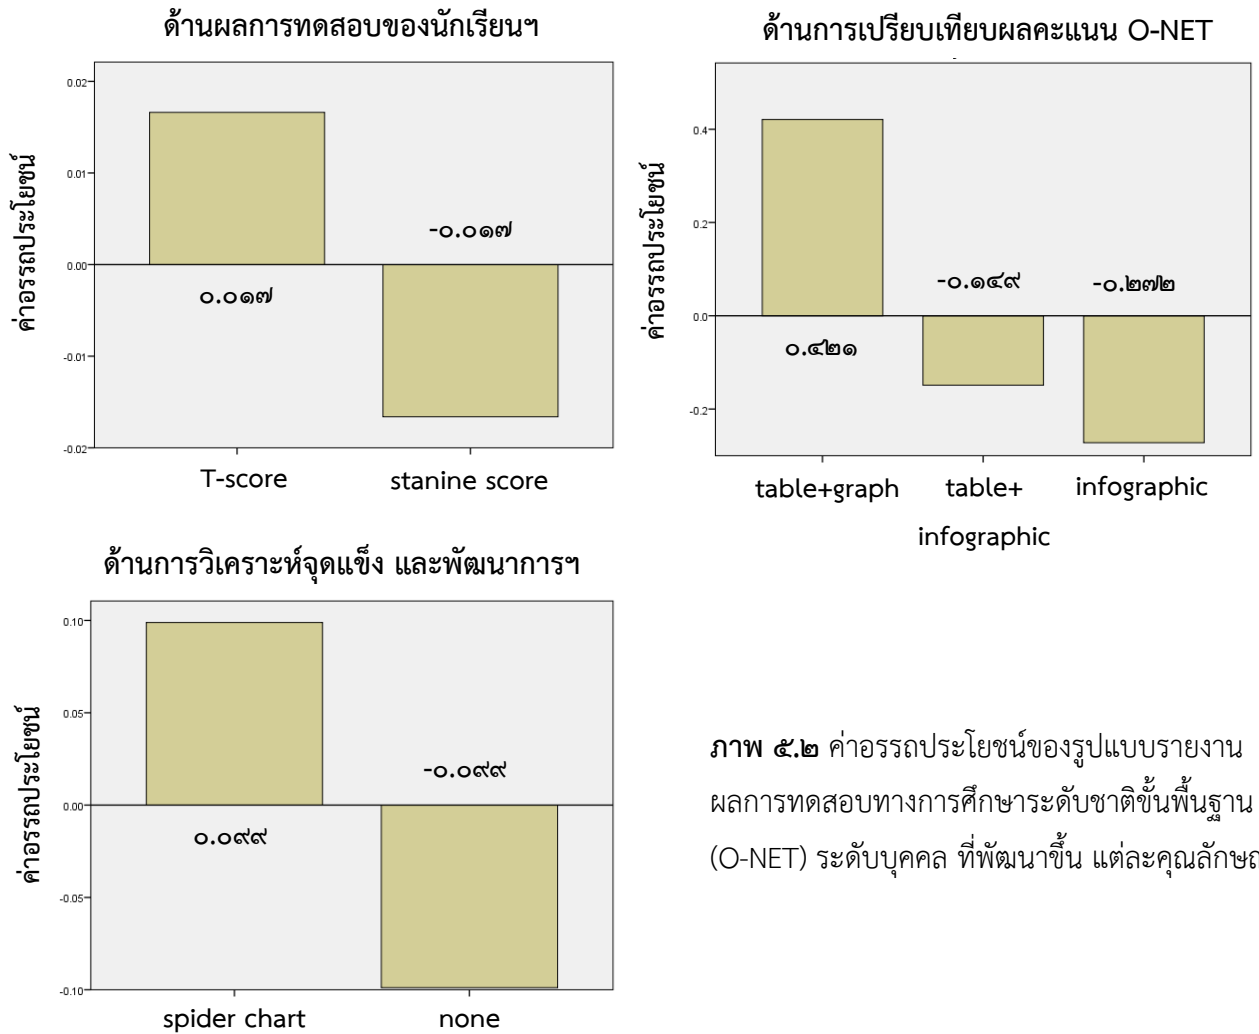 ด้านผลการทดสอบของนักเรียนฯ
ค่าอรรถประโยชน์
0.02
0.01
0.00
-0.01
-0.02
-๐.๐๑๗
๐.๐๑๗
T-score stanine score
ด้านการเปรียบเทียบผลคะแนน O-NET
ค่าอรรถประโยชน์
0.4
0.2
0.0
-0.2
-๐.๑๔๙ -๐.๒๗๒
๐.๔๒๑
table+graph table+ infographic
infographic
ด้านการวิเคราะห์จุดแข็ง และพัฒนาการฯ
ค่าอรรถประโยชน์
0.10
0.05
0.00
-0.05
-0.10
-๐.๐๙๙
๐.๐๙๙
spider chart none
ภาพ ๕.๒ ค่าอรรถประโยชน์ของรูปแบบรายงาน
ผลการทดสอบทางการศึกษาระดับชาติขั้นพื้นฐาน
(O-NET) ระดับบุคคล ที่พัฒนาขึ้น แต่ละคุณลักษณ